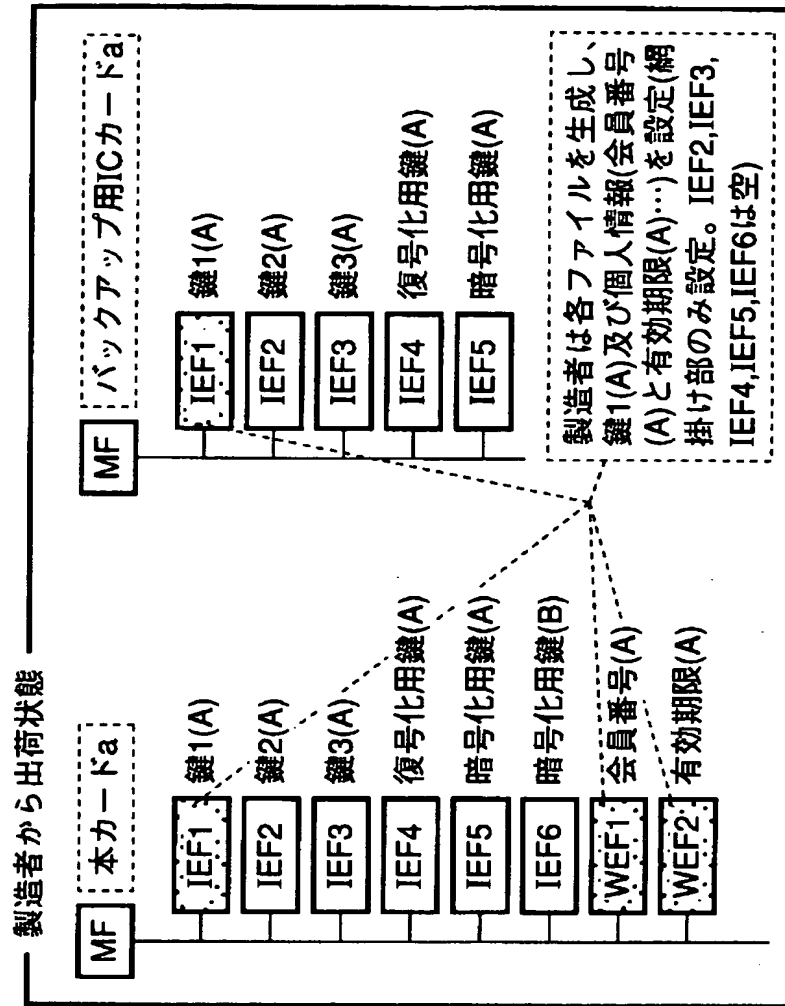 製造者から出荷状態
本カードa
MF
IEF1 鍵1(A)
IEF2 鍵2(A)
IEF3 鍵3(A)
IEF4 復号化用鍵(A)
IEF5 暗号化用鍵(A)
IEF6 暗号化用鍵(B)
WEF1 会員番号(A)
WEF2 有効期限(A)
バックアップ用ICカードa
MF
IEF1 鍵1(A)
IEF2 鍵2(A)
IEF3 鍵3(A)
IEF4 復号化用鍵(A)
IEF5 暗号化用鍵(A)
製造者は各ファイルを生成し、
鍵1(A)及び個人情報(会員番号
(A)と有効期限(A)…)を設定(網
掛け部のみ設定。IEF2,IEF3,
IEF4,IEF5,IEF6は空)